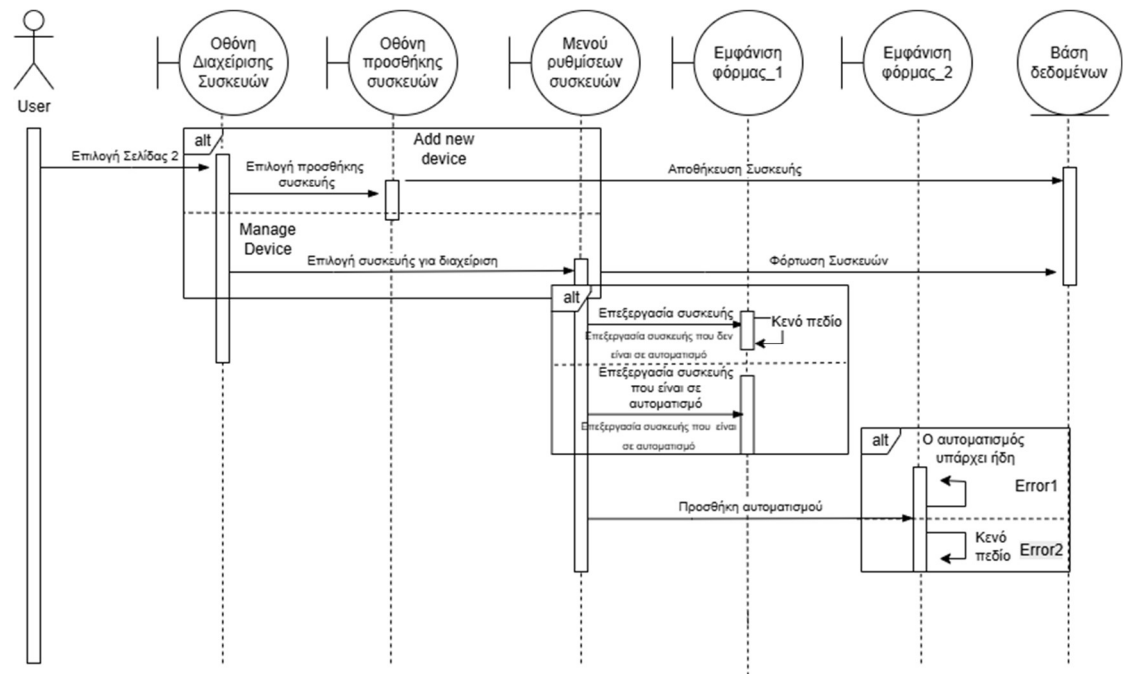 User
Οθόνη
Διαχείρισης
Συσκευών
Οθόνη
προσθήκης
συσκευών
Μενού
ρυθμίσεων
συσκευών
Εμφάνιση
φόρμας_1
Εμφάνιση
φόρμας_2
Βάση
δεδομένων
alt
Add new
device
Επιλογή Σελίδας 2
Επιλογή προσθήκης
συσκευής
Αποθήκευση Συσκευής
Manage
Device
Επιλογή συσκευής για διαχείριση
Φόρτωση Συσκευών
alt
Επεξεργασία συσκευής
Κενό πεδίο
Επεξεργασία συσκευής που δεν
είναι σε αυτοματισμό
Επεξεργασία συσκευής
που είναι σε
αυτοματισμό
Επεξεργασία συσκευής που είναι
σε αυτοματισμό
alt
Ο αυτοματισμός
υπάρχει ήδη
Error1
Προσθήκη αυτοματισμού
Κενό
πεδίο
Error2